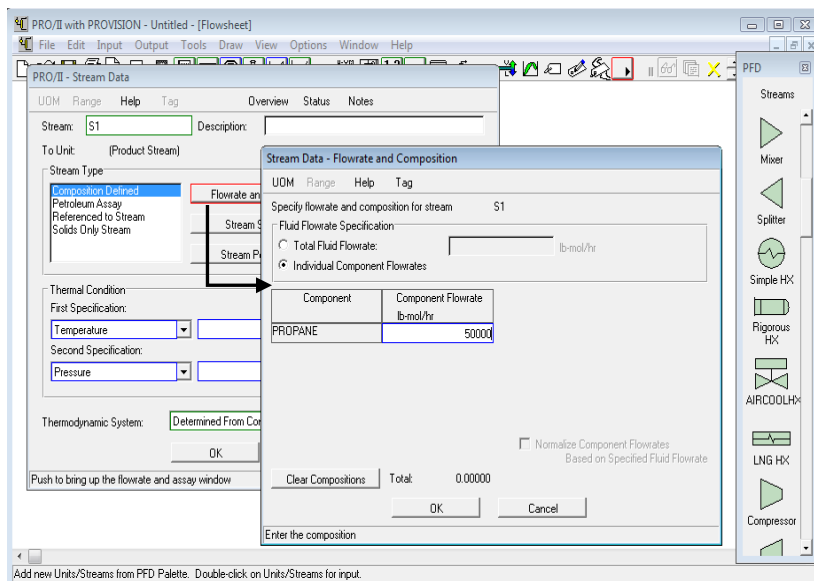 PRO/II with PROVISION - Untitled - [Flowsheet]
File Edit Input Output Tools Draw View Options Window Help
PRO/II - Stream Data
UOM Range Help Tag Overview Status Notes
Stream: S1 Description:
To Unit: (Product Stream)
Stream Type
Composition Defined
Petroleum Assay
Referenced to Stream
Solids Only Stream
Flowrate an
Stream S
Stream P
Thermal Condition
First Specification:
Temperature
Second Specification:
Pressure
Thermodynamic System: Determined From Co
OK
Push to bring up the flowrate and assay window
Stream Data - Flowrate and Composition
UOM Range Help Tag
Specify flowrate and composition for stream S1
Fluid Flowrate Specification
Total Fluid Flowrate: lb-mol/hr
Individual Component Flowrates
Component Component Flowrate
lb-mol/hr
PROPANE 50000
Normalize Component Flowrates
Based on Specified Fluid Flowrate
Clear Compositions Total: 0.00000
OK Cancel
Enter the composition
PFD
Streams
Mixer
Splitter
Simple HX
Rigorous
HX
AIRCOOLHX
LNG HX
Compressor
Add new Units/Streams from PFD Palette. Double-click on Units/Streams for input.